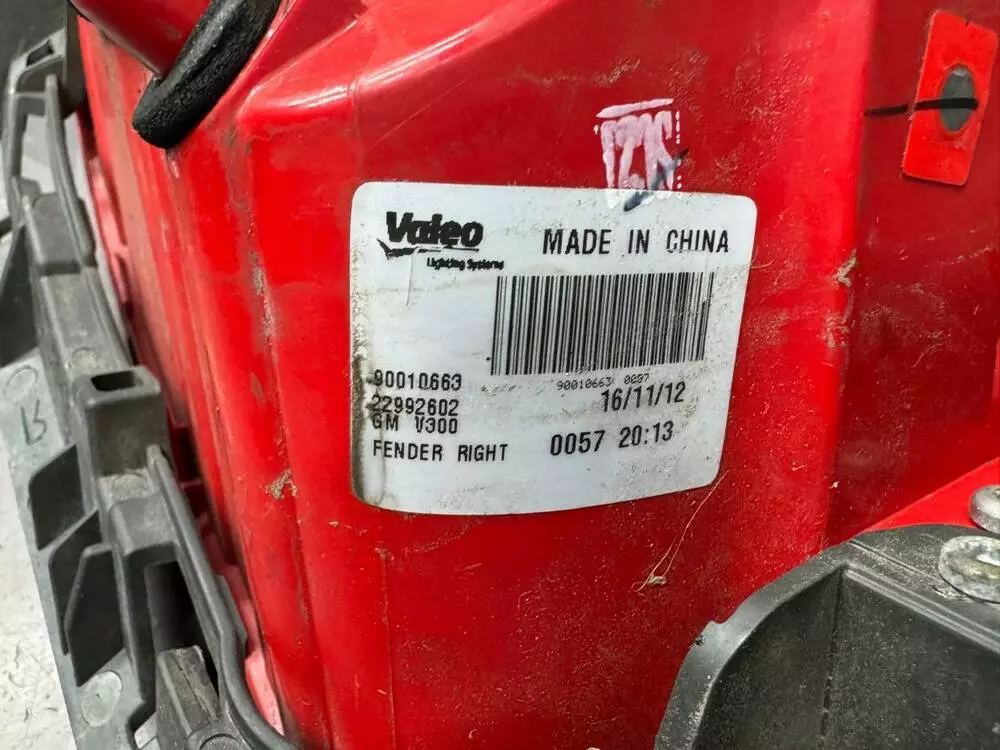 Valeo
Lighting Systems
MADE IN CHINA
90010663 0057
90010663
22992602
GM V300
FENDER RIGHT
16/11/12
0057 20:13